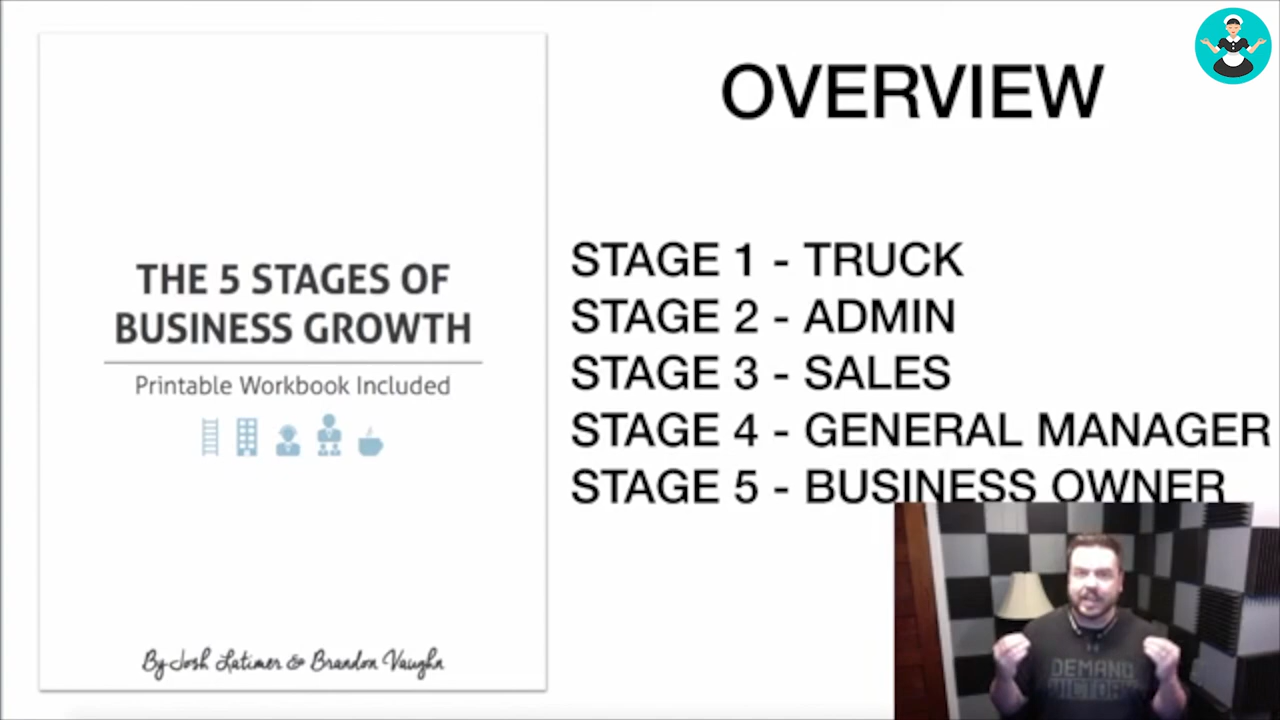 THE 5 STAGES OF
BUSINESS GROWTH
Printable Workbook Included
By Josh Latimer & Brandon Vaughn
OVERVIEW
STAGE 1 - TRUCK
STAGE 2 - ADMIN
STAGE 3 - SALES
STAGE 4 - GENERAL MANAGER
STAGE 5 - BUSINESS OWNER
DEMAND
VICTORY